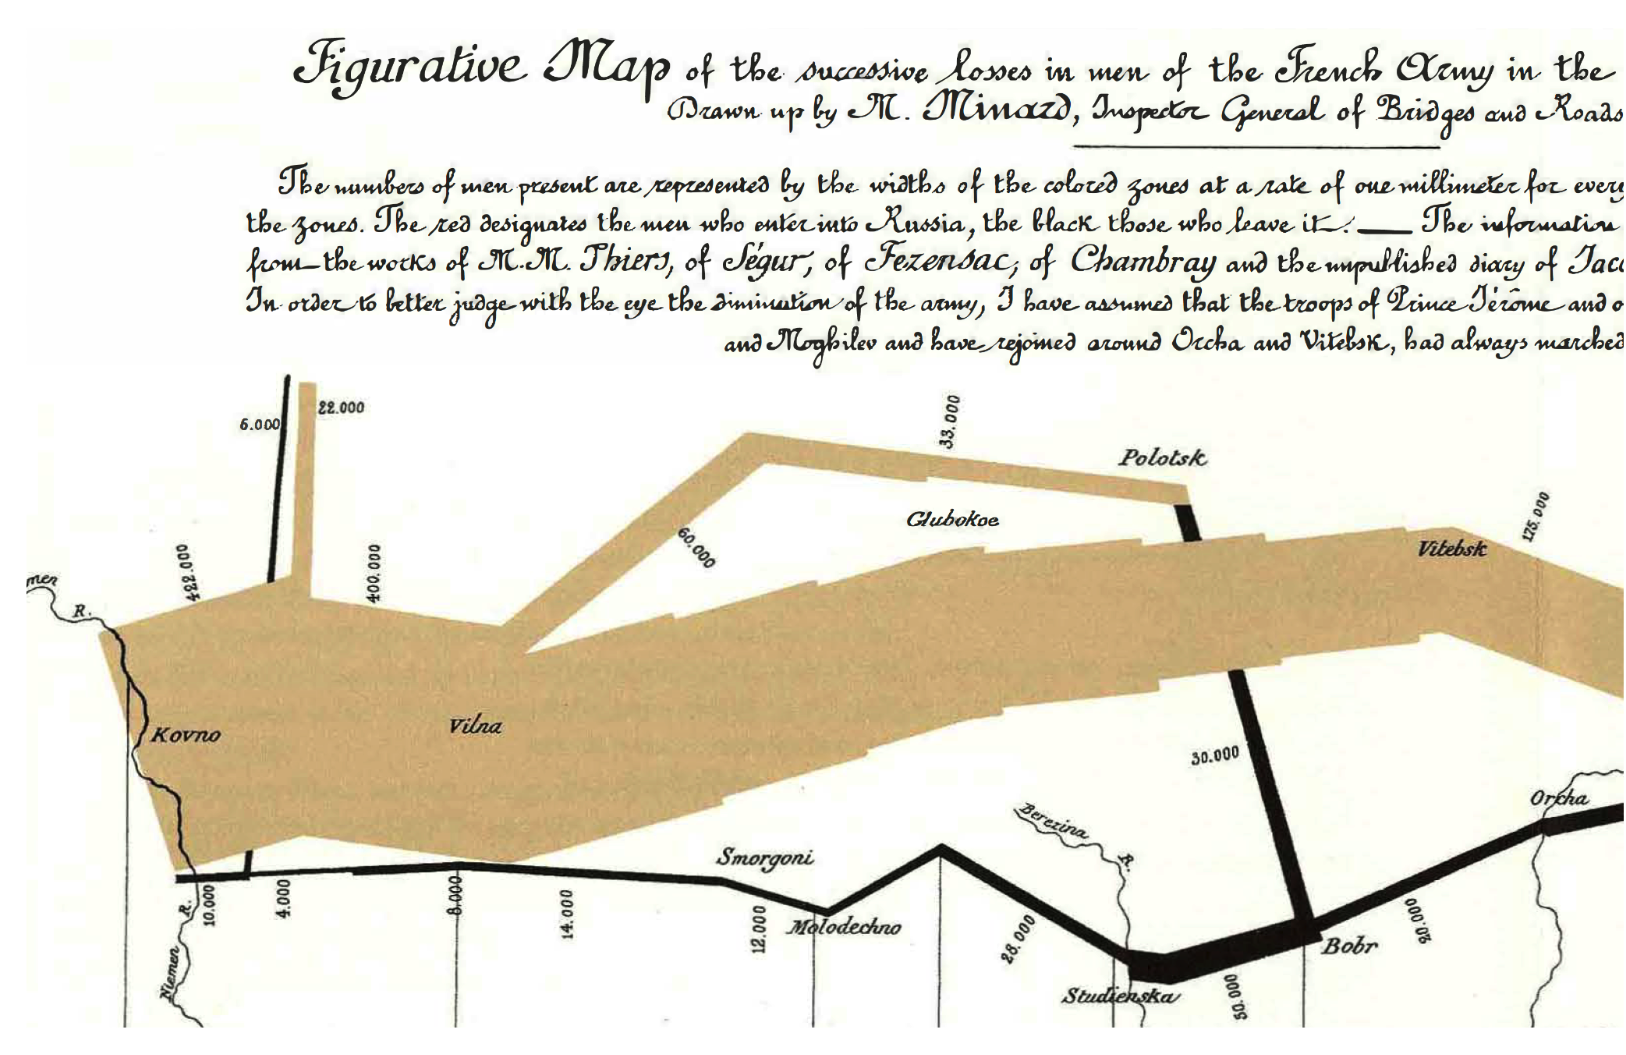 Figurative Map of the successive losses in men of the French Army in the
Drawn up by M. Minard, Inspector General of Bridges and Roads
The numbers of men present are represented by the widths of the colored zones at a rate of one millimeter for every
the zones. The red designates the men who enter into Russia, the black those who leave it. — The information
from the works of M.M. Thiers, of Ségur, of Fezensac, of Chambray and the unpublished diary of Jaco
In order to better judge with the eye the diminution of the army, I have assumed that the troops of Prince Jérôme and o
and Moghilev and have rejoined around Orcha and Vitebsk, had always marched
6.000
22.000
33.000
Polotsk
Glubokoe
60.000
175.000
Vitebsk
422.000
400.000
men
R.
Kovno
Vilna
30.000
Orcha
Berezina
R.
Smorgoni
10.000
4.000
8.000
14.000
12.000
Molodechno
28.000
20.000
Bobr
R.
Niemen
Studienska
50.000